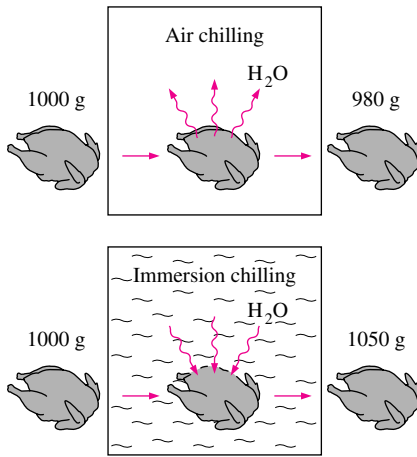 Air chilling
H₂O
1000 g
980 g
Immersion chilling
H₂O
1000 g
1050 g